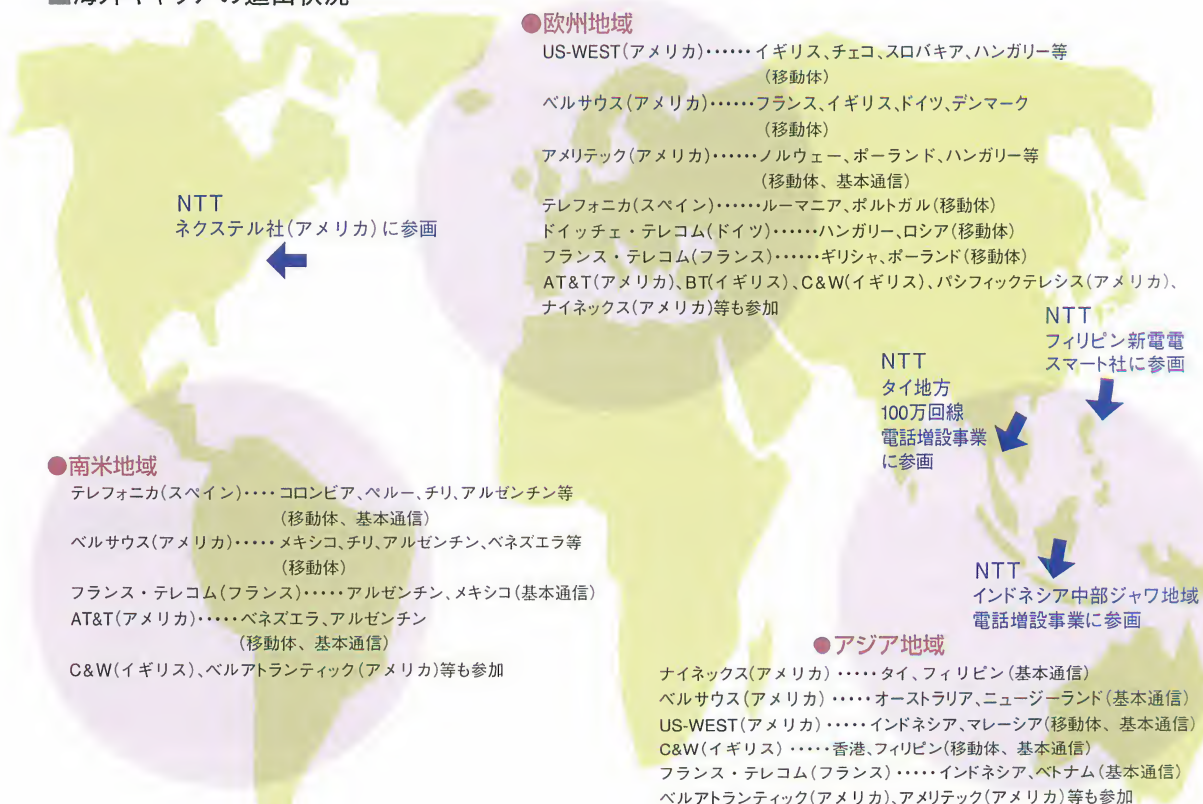 ■海外キャリアの進出状況
●欧州地域
US-WEST(アメリカ)‥‥‥イギリス、チェコ、スロバキア、ハンガリー等
(移動体)
ベルサウス(アメリカ)‥‥‥フランス、イギリス、ドイツ、デンマーク
(移動体)
アメリテック(アメリカ)‥‥‥ノルウェー、ポーランド、ハンガリー等
(移動体、基本通信)
テレフォニカ(スペイン)‥‥‥ルーマニア、ポルトガル(移動体)
ドイッチェ・テレコム(ドイツ)‥‥‥ハンガリー、ロシア(移動体)
フランス・テレコム(フランス)‥‥‥ギリシャ、ポーランド(移動体)
AT&T(アメリカ)、BT(イギリス)、C&W(イギリス)、パシフィックテレシス(アメリカ)、
ナイネックス(アメリカ)等も参加
NTT
ネクステル社(アメリカ)に参画
NTT
フィリピン新電電
スマート社に参画
NTT
タイ地方
100万回線
電話増設事業
に参画
NTT
インドネシア中部ジャワ地域
電話増設事業に参画
●南米地域
テレフォニカ(スペイン)‥‥コロンビア、ペルー、チリ、アルゼンチン等
(移動体、基本通信)
ベルサウス(アメリカ)‥‥・メキシコ、チリ、アルゼンチン、ベネズエラ等
(移動体)
フランス・テレコム(フランス)‥‥・アルゼンチン、メキシコ(基本通信)
AT&T(アメリカ)‥‥・ベネズエラ、アルゼンチン
(移動体、基本通信)
C&W(イギリス)、ベルアトランティック(アメリカ)等も参加
●アジア地域
ナイネックス(アメリカ)‥‥・タイ、フィリピン(基本通信)
ベルサウス(アメリカ)‥‥・オーストラリア、ニュージーランド(基本通信)
US-WEST(アメリカ)‥‥・インドネシア、マレーシア(移動体、基本通信)
C&W(イギリス)‥‥・香港、フィリピン(移動体、基本通信)
フランス・テレコム(フランス)‥‥・インドネシア、ベトナム(基本通信)
ベルアトランティック(アメリカ)、アメリテック(アメリカ)等も参加